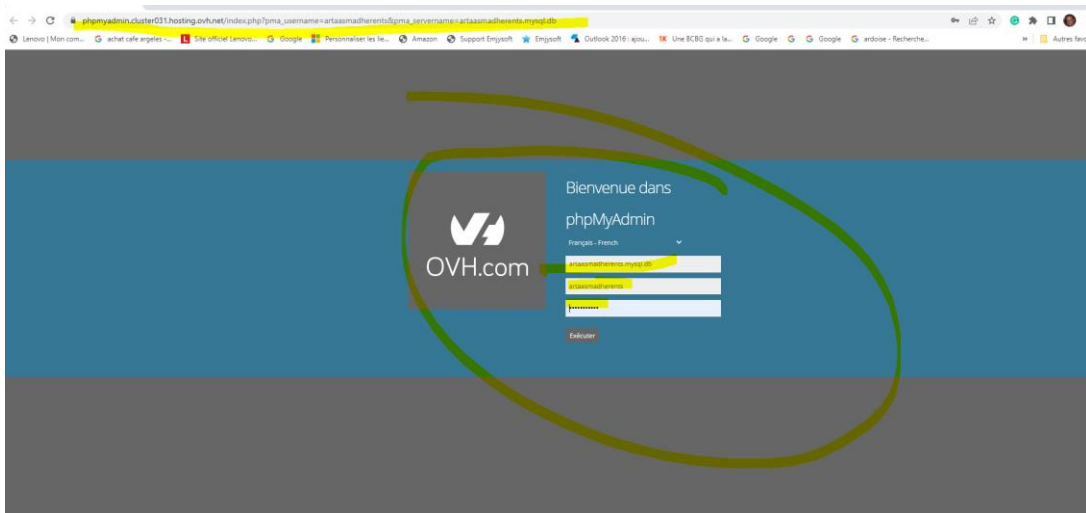 phpmyadmin.cluster031.hosting.ovh.net/index.php?pma_username=artaasmadherents&pma_servername=artaasmadherents.mysql.db
Lenovo | Mon com... achat cafe argeles -... Site officiel Lenovo... Google Personnaliser les lie... Amazon Support Emjysoft Emjysoft Outlook 2016 : ajou... Une BCBG qui a la... Google Google ardoise - Recherche... » Autres favo
Bienvenue dans
phpMyAdmin
Français - French
OVH.com
artaasmadherents.mysql.db
artaasmadherents
Exécuter